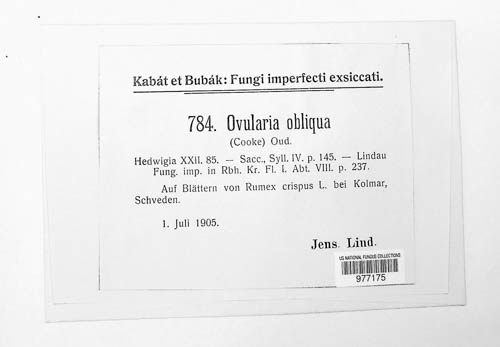 Kabát et Bubák: Fungi imperfecti exsiccati.
784. Ovularia obliqua
(Cooke) Oud.
Hedwigia XXII. 85. — Sacc., Syll. IV. p. 145. — Lindau
Fung. imp. in Rbh. Kr. Fl. I. Abt. VIII. p. 237.
Auf Blättern von Rumex crispus L. bei Kolmar,
Schveden.
1. Juli 1905.
Jens. Lind.
US NATIONAL FUNGUS COLLECTIONS
977175